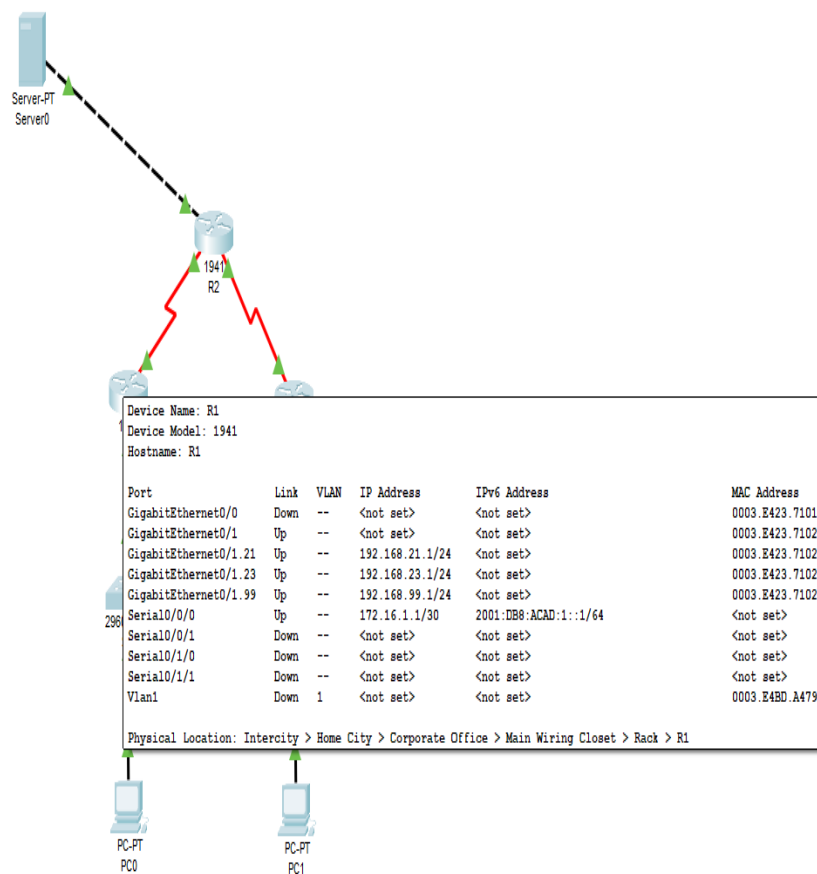 Server-PT
Server0
1941
R2
Device Name: R1
Device Model: 1941
Hostname: R1
Port Link VLAN IP Address IPv6 Address MAC Address
GigabitEthernet0/0 Down -- <not set> <not set> 0003.E423.7101
GigabitEthernet0/1 Up -- <not set> <not set> 0003.E423.7102
GigabitEthernet0/1.21 Up -- 192.168.21.1/24 <not set> 0003.E423.7102
GigabitEthernet0/1.23 Up -- 192.168.23.1/24 <not set> 0003.E423.7102
GigabitEthernet0/1.99 Up -- 192.168.99.1/24 <not set> 0003.E423.7102
Serial0/0/0 Up -- 172.16.1.1/30 2001:DB8:ACAD:1::1/64 <not set>
Serial0/0/1 Down -- <not set> <not set> <not set>
Serial0/1/0 Down -- <not set> <not set> <not set>
Serial0/1/1 Down -- <not set> <not set> <not set>
Vlan1 Down 1 <not set> <not set> 0003.E4BD.A479
Physical Location: Intercity > Home City > Corporate Office > Main Wiring Closet > Rack > R1
PC-PT
PC0
PC-PT
PC1